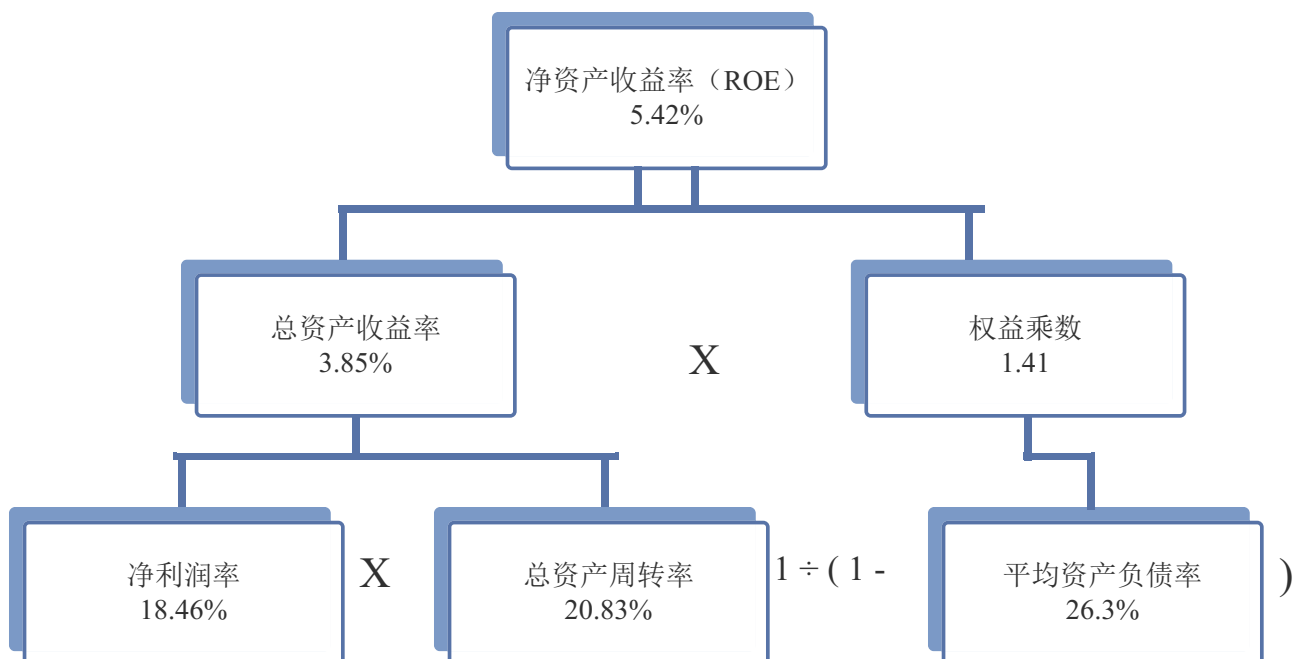 净资产收益率（ROE）
5.42%
总资产收益率
3.85%
X
权益乘数
1.41
净利润率
18.46%
X
总资产周转率
20.83%
1 ÷ ( 1 -
平均资产负债率
26.3%
)